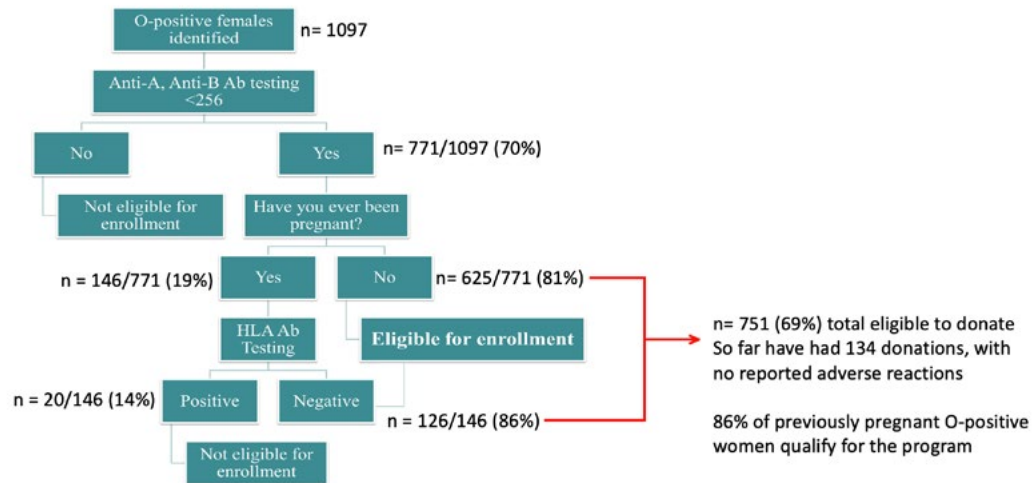 O-positive females
identified
n= 1097
Anti-A, Anti-B Ab testing
<256
No
Yes
n= 771/1097 (70%)
Not eligible for
enrollment
Have you ever been
pregnant?
n = 146/771 (19%)
Yes
No
n= 625/771 (81%)
HLA Ab
Testing
Eligible for enrollment
n= 751 (69%) total eligible to donate
So far have had 134 donations, with
no reported adverse reactions
n = 20/146 (14%)
Positive
Negative
n = 126/146 (86%)
86% of previously pregnant O-positive
women qualify for the program
Not eligible for
enrollment